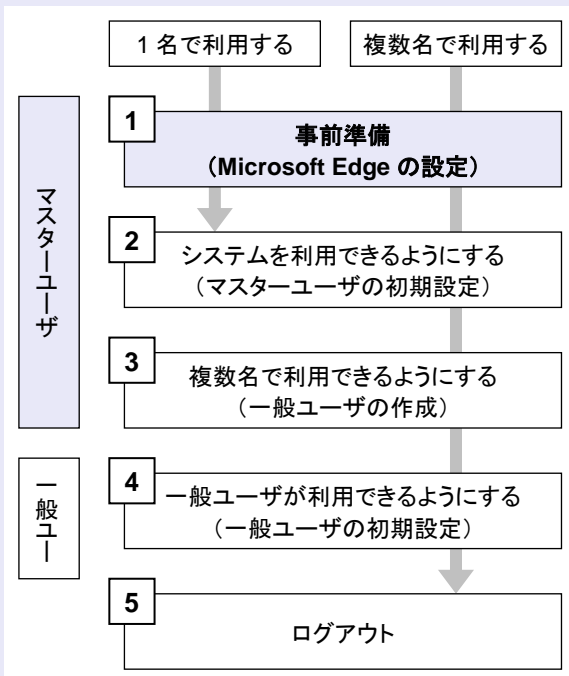 1 名で利用する
複数名で利用する
マスターユーザ
1
事前準備
（Microsoft Edge の設定）
2
システムを利用できるようにする
（マスターユーザの初期設定）
3
複数名で利用できるようにする
（一般ユーザの作成）
一般ユー
4
一般ユーザが利用できるようにする
（一般ユーザの初期設定）
5
ログアウト